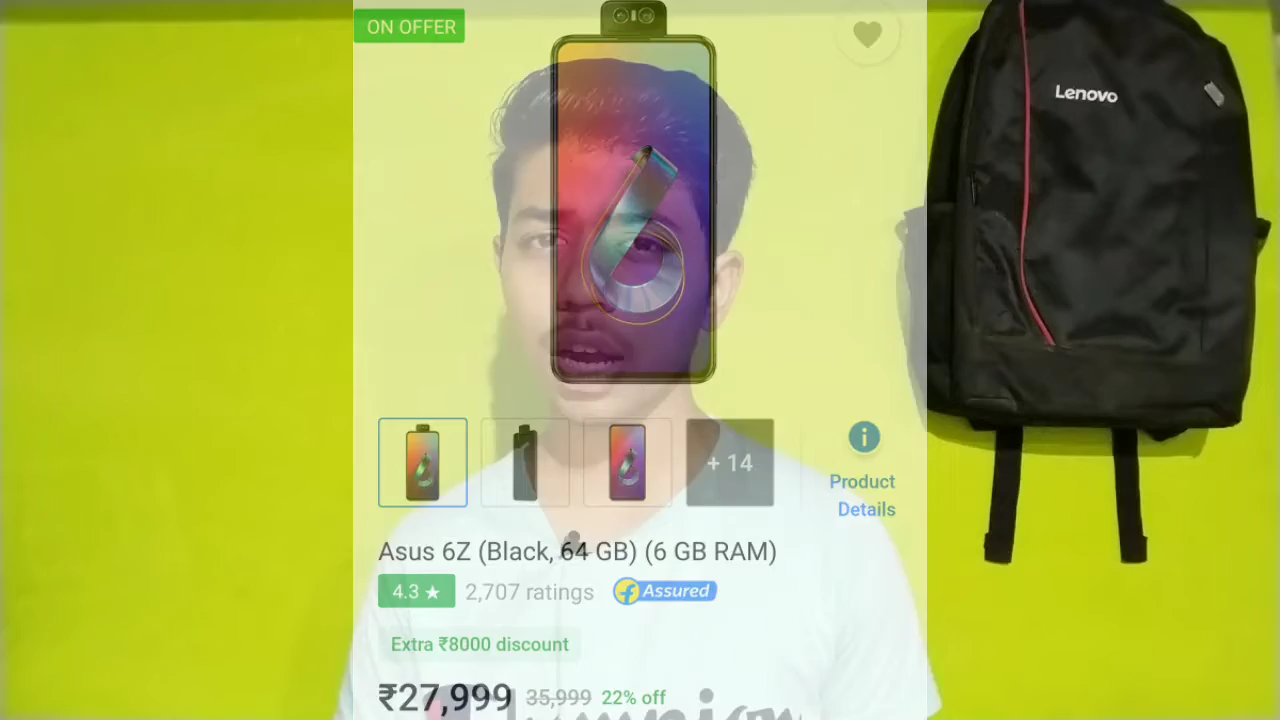 ON OFFER
Lenovo
+ 14
Product
Details
Asus 6Z (Black, 64 GB) (6 GB RAM)
4.3 ★ 2,707 ratings Assured
Extra ₹8000 discount
₹27,999 35,999 22% off
Champion